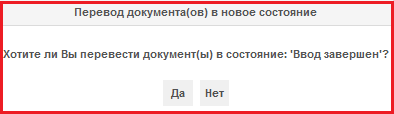 Перевод документа(ов) в новое состояние
Хотите ли Вы перевести документ(ы) в состояние: 'Ввод завершен'?
Да Нет